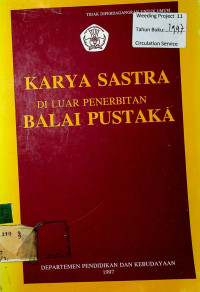 TIDAK DIPERDAGANGKAN UNTUK UMUM
Weeding Project 11
Tahun Buku: 1997
Circulation Service
KARYA SASTRA
DI LUAR PENERBITAN
BALAI PUSTAKA
DEPARTEMEN PENDIDIKAN DAN KEBUDAYAAN
1997